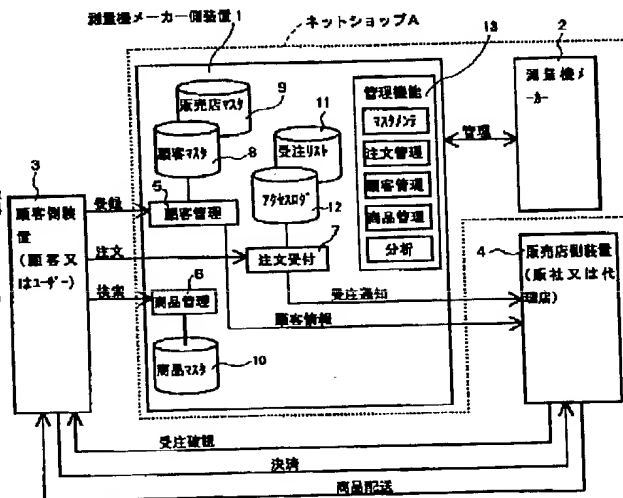 測量機メーカー側装置 1
ネットショップA
13
2
販売店マスタ
9
11
管理機能
測量機メ
ーカー
顧客マスタ
8
受注リスト
マスタメンテ
管理
注文管理
3
5
アクセスログ
12
顧客管理
顧客側装
置
(顧客又
はユーザー)
登録
顧客管理
商品管理
7
分析
4
注文
注文受付
販売店側装置
(販社又は代
理店)
6
検索
商品管理
受注通知
顧客情報
商品マスタ
10
受注確認
決済
商品配送